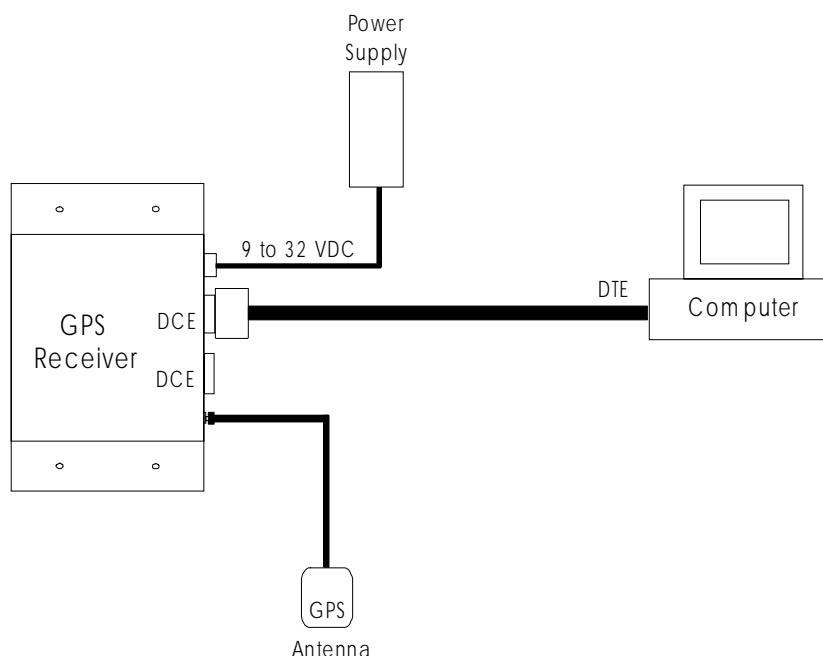 Power
Supply
9 to 32 VDC
DTE
Computer
DCE
GPS
Receiver
DCE
GPS
Antenna